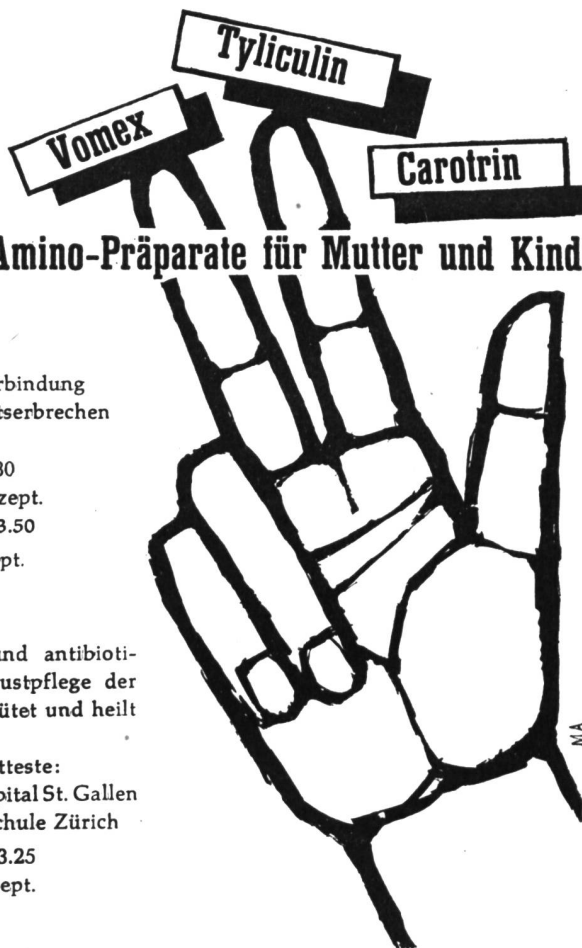 Tyliculin
Vomex
Carotrin
Amino-Präparate für Mutter und Kind
rbindung
tserbrechen
30
zept.
3.50
pt.
und antibioti-
ustpflege der
ütet und heilt
tteste:
pital St. Gallen
chule Zürich
3.25
ept.
MA